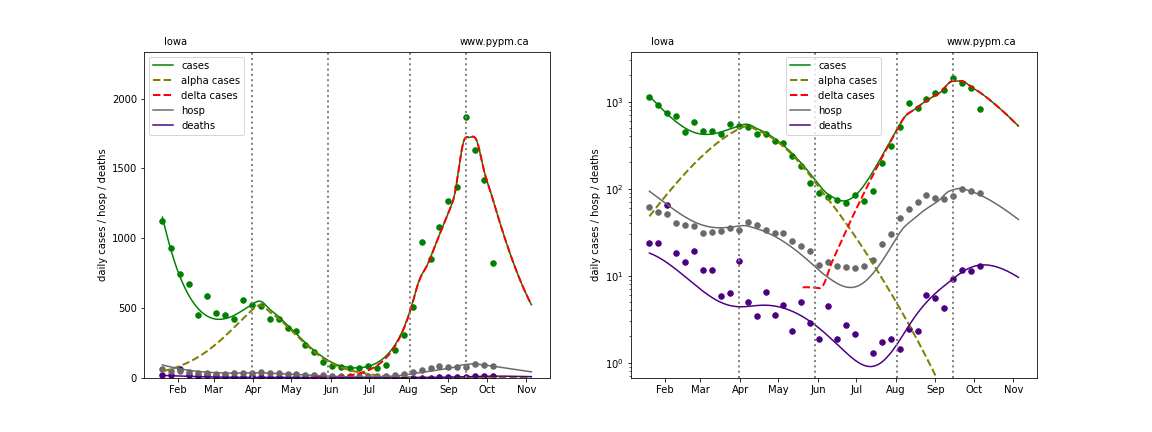 Iowa www.pypm.ca
cases
alpha cases
delta cases
hosp
deaths
daily cases / hosp / deaths
2000
1500
1000
500
0
Feb Mar Apr May Jun Jul Aug Sep Oct Nov
Iowa www.pypm.ca
cases
alpha cases
delta cases
hosp
deaths
daily cases / hosp / deaths
10³
10²
10¹
10⁰
Feb Mar Apr May Jun Jul Aug Sep Oct Nov